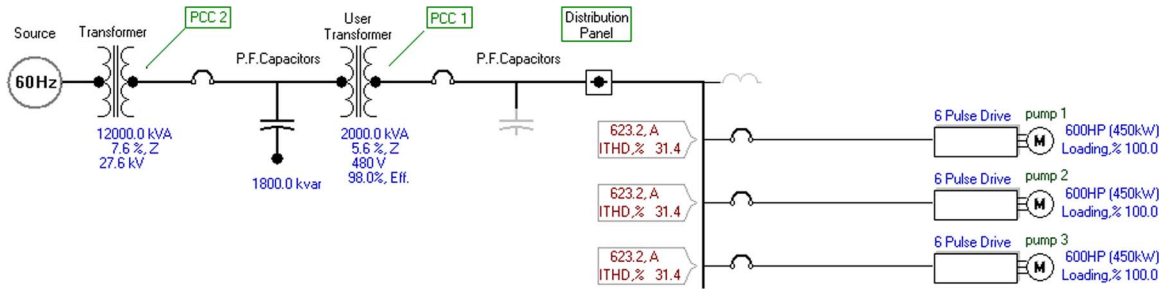 Source
60Hz
Transformer
12000.0 kVA
7.6 %, Z
27.6 kV
PCC 2
P.F.Capacitors
1800.0 kvar
User
Transformer
2000.0 kVA
5.6 %, Z
480 V
98.0%, Eff.
PCC 1
P.F.Capacitors
Distribution
Panel
623.2, A
ITHD,% 31.4
6 Pulse Drive
pump 1
M
600HP (450kW)
Loading,% 100.0
623.2, A
ITHD,% 31.4
6 Pulse Drive
pump 2
M
600HP (450kW)
Loading,% 100.0
623.2, A
ITHD,% 31.4
6 Pulse Drive
pump 3
M
600HP (450kW)
Loading,% 100.0